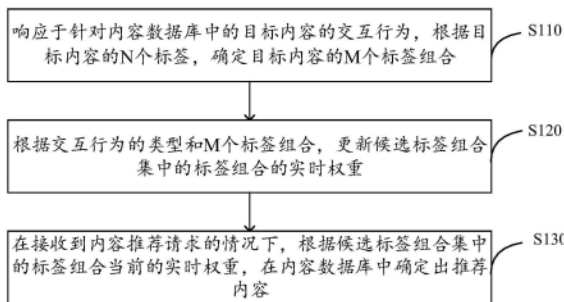 响应于针对内容数据库中的目标内容的交互行为，根据目
标内容的N个标签，确定目标内容的M个标签组合
S110
根据交互行为的类型和M个标签组合，更新候选标签组合
集中的标签组合的实时权重
S120
在接收到内容推荐请求的情况下，根据候选标签组合集中
的标签组合当前的实时权重，在内容数据库中确定出推荐
内容
S130